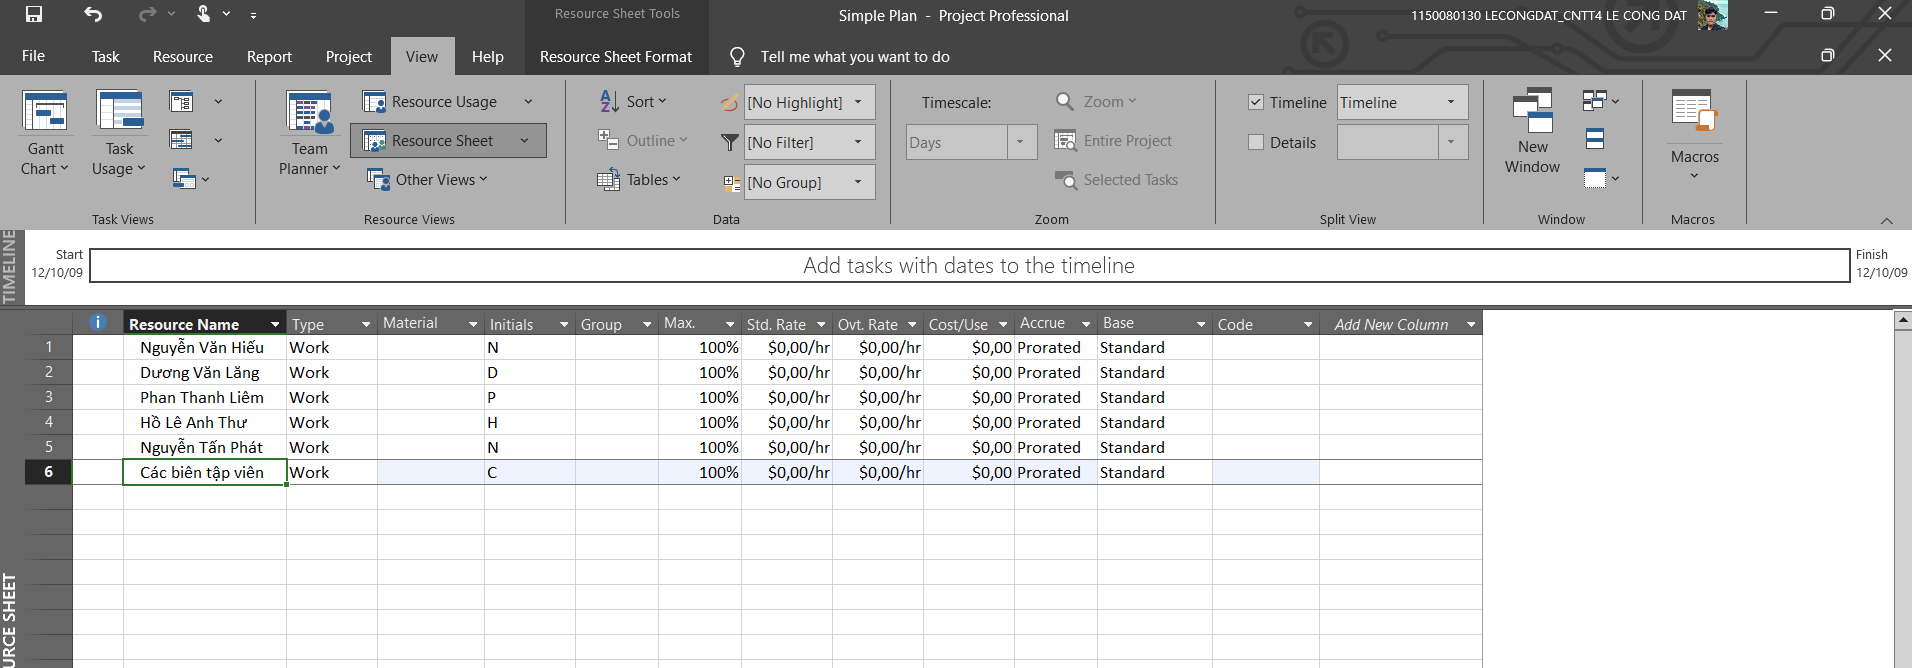 Resource Sheet Tools
Simple Plan - Project Professional
1150080130 LECONGDAT_CNTT4 LE CONG DAT
File Task Resource Report Project View Help Resource Sheet Format Tell me what you want to do
Gantt Chart
Task Usage
Task Views
Team Planner
Resource Usage
Resource Sheet
Other Views
Resource Views
Sort
Outline
Tables
[No Highlight]
[No Filter]
[No Group]
Data
Timescale:
Days
Zoom
Entire Project
Selected Tasks
Zoom
Timeline Timeline
Details
Split View
New Window
Window
Macros
Macros
TIMELINE
Start
12/10/09
Add tasks with dates to the timeline
Finish
12/10/09
Resource Name Type Material Initials Group Max. Std. Rate Ovt. Rate Cost/Use Accrue Base Code Add New Column
1 Nguyễn Văn Hiếu Work N 100% $0,00/hr $0,00/hr $0,00 Prorated Standard
2 Dương Văn Lăng Work D 100% $0,00/hr $0,00/hr $0,00 Prorated Standard
3 Phan Thanh Liêm Work P 100% $0,00/hr $0,00/hr $0,00 Prorated Standard
4 Hồ Lê Anh Thư Work H 100% $0,00/hr $0,00/hr $0,00 Prorated Standard
5 Nguyễn Tấn Phát Work N 100% $0,00/hr $0,00/hr $0,00 Prorated Standard
6 Các biên tập viên Work C 100% $0,00/hr $0,00/hr $0,00 Prorated Standard
URCE SHEET